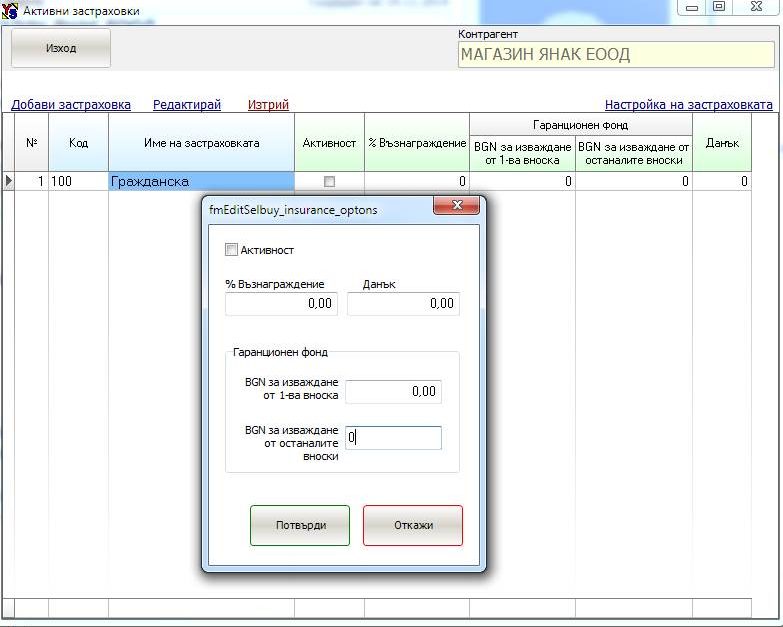 Активни застраховки
Изход
Контрагент
МАГАЗИН ЯНАК ЕООД
Добави застраховка Редактирай Изтрий Настройка на застраховката
№ Код Име на застраховката Активност % Възнаграждение Гаранционен фонд Данък
BGN за изваждане от 1-ва вноска BGN за изваждане от останалите вноски
1 100 Гражданска 0 0 0 0
fmEditSelbuy_insurance_optons
Активност
% Възнаграждение Данък
0,00 0,00
Гаранционен фонд
BGN за изваждане
от 1-ва вноска 0,00
BGN за изваждане
от останалите
вноски 0
Потвърди Откажи